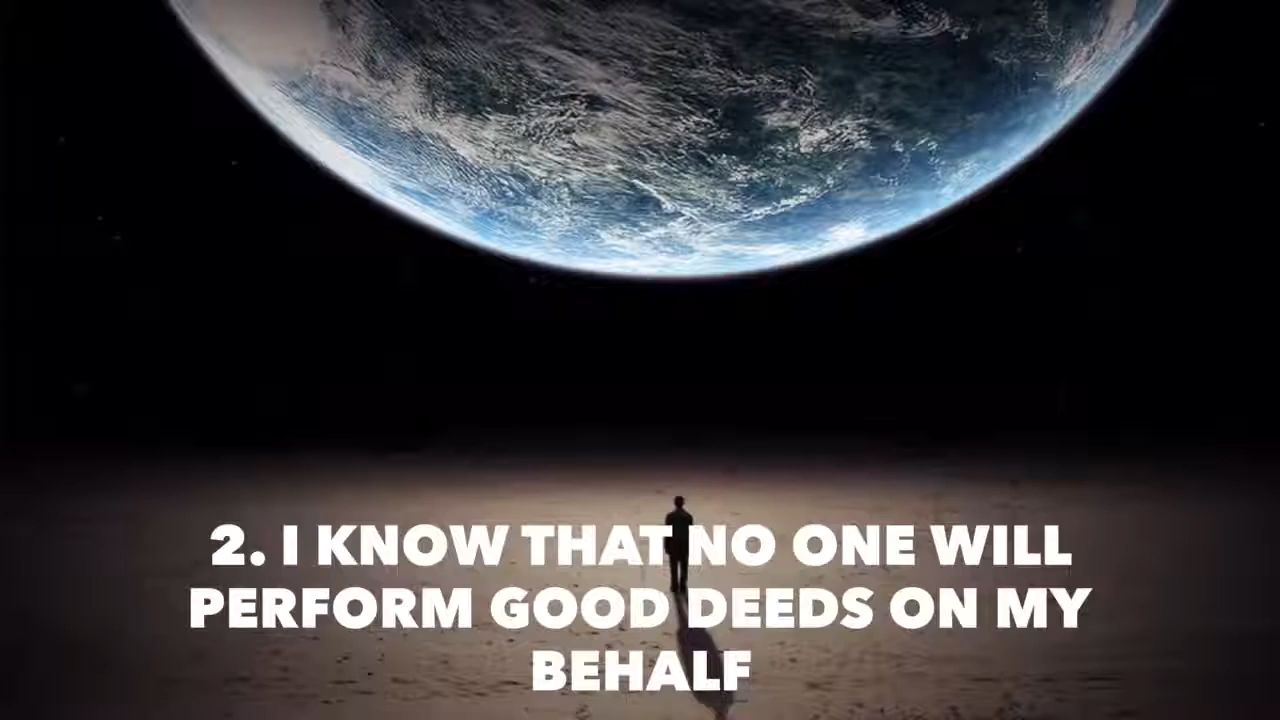 2. I KNOW THAT NO ONE WILL
PERFORM GOOD DEEDS ON MY
BEHALF